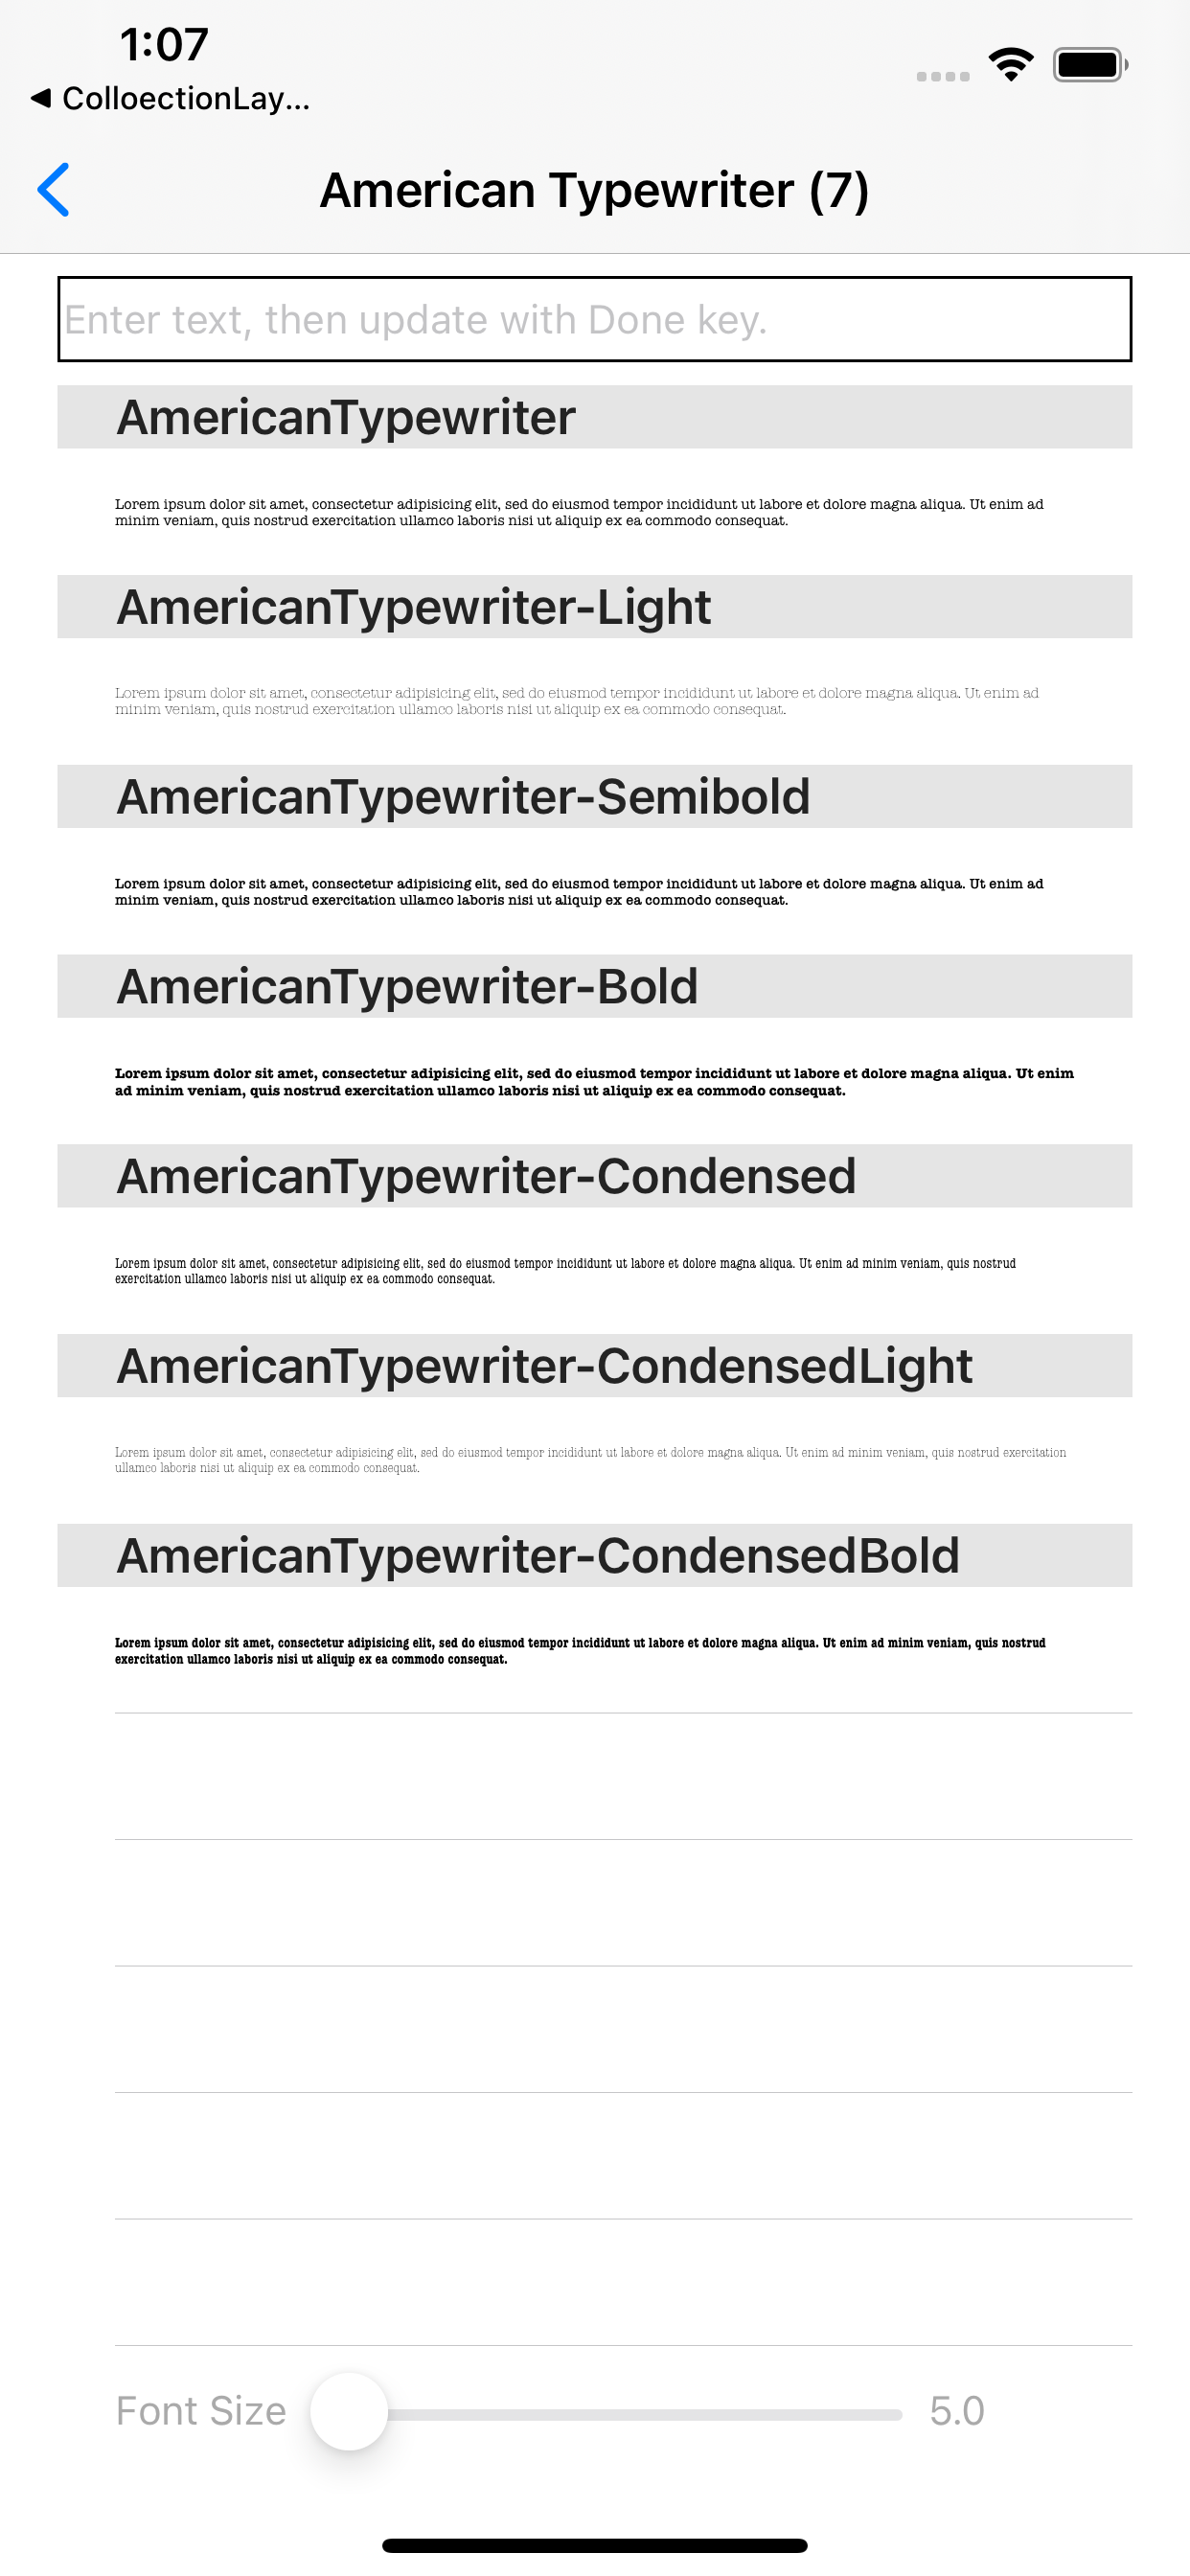 1:07
◀ ColloectionLay...
American Typewriter (7)
Enter text, then update with Done key.
AmericanTypewriter
Lorem ipsum dolor sit amet, consectetur adipisicing elit, sed do eiusmod tempor incididunt ut labore et dolore magna aliqua. Ut enim ad
minim veniam, quis nostrud exercitation ullamco laboris nisi ut aliquip ex ea commodo consequat.
AmericanTypewriter-Light
Lorem ipsum dolor sit amet, consectetur adipisicing elit, sed do eiusmod tempor incididunt ut labore et dolore magna aliqua. Ut enim ad
minim veniam, quis nostrud exercitation ullamco laboris nisi ut aliquip ex ea commodo consequat.
AmericanTypewriter-Semibold
Lorem ipsum dolor sit amet, consectetur adipisicing elit, sed do eiusmod tempor incididunt ut labore et dolore magna aliqua. Ut enim ad
minim veniam, quis nostrud exercitation ullamco laboris nisi ut aliquip ex ea commodo consequat.
AmericanTypewriter-Bold
Lorem ipsum dolor sit amet, consectetur adipisicing elit, sed do eiusmod tempor incididunt ut labore et dolore magna aliqua. Ut enim
ad minim veniam, quis nostrud exercitation ullamco laboris nisi ut aliquip ex ea commodo consequat.
AmericanTypewriter-Condensed
Lorem ipsum dolor sit amet, consectetur adipisicing elit, sed do eiusmod tempor incididunt ut labore et dolore magna aliqua. Ut enim ad minim veniam, quis nostrud
exercitation ullamco laboris nisi ut aliquip ex ea commodo consequat.
AmericanTypewriter-CondensedLight
Lorem ipsum dolor sit amet, consectetur adipisicing elit, sed do eiusmod tempor incididunt ut labore et dolore magna aliqua. Ut enim ad minim veniam, quis nostrud exercitation
ullamco laboris nisi ut aliquip ex ea commodo consequat.
AmericanTypewriter-CondensedBold
Lorem ipsum dolor sit amet, consectetur adipisicing elit, sed do eiusmod tempor incididunt ut labore et dolore magna aliqua. Ut enim ad minim veniam, quis nostrud
exercitation ullamco laboris nisi ut aliquip ex ea commodo consequat.
Font Size 5.0